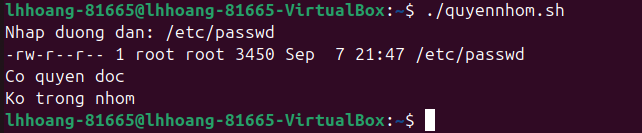 lhhoang-81665@lhhoang-81665-VirtualBox:~$ ./quyennhom.sh
Nhap duong dan: /etc/passwd
-rw-r--r-- 1 root root 3450 Sep  7 21:47 /etc/passwd
Co quyen doc
Ko trong nhom
lhhoang-81665@lhhoang-81665-VirtualBox:~$